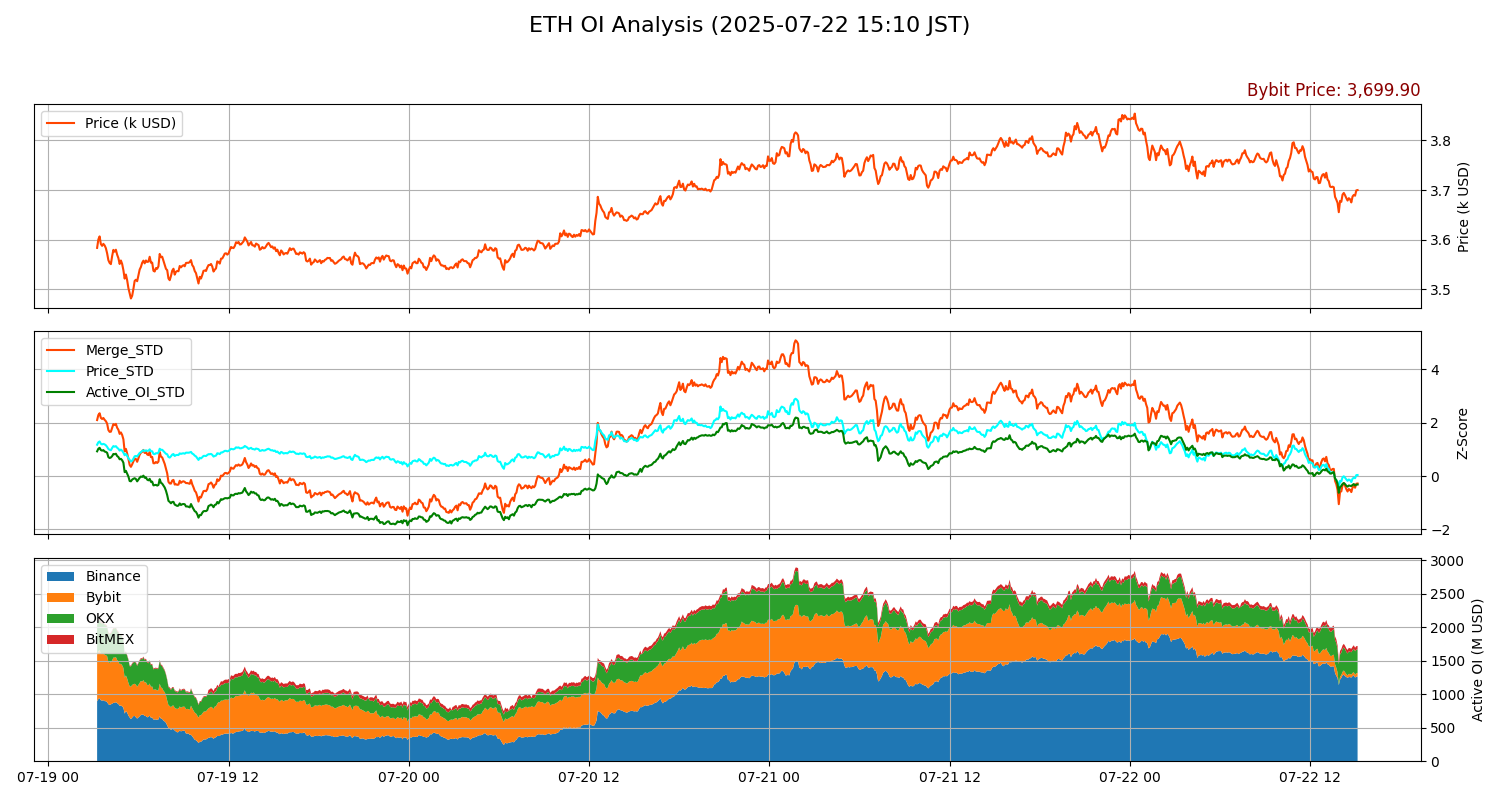 ETH OI Analysis (2025-07-22 15:10 JST)
Bybit Price: 3,699.90
Price (k USD)
3.8
3.7
3.6
3.5
Price (k USD)
Merge_STD
Price_STD
Active_OI_STD
4
2
0
−2
Z-Score
Binance
Bybit
OKX
BitMEX
3000
2500
2000
1500
1000
500
0
Active OI (M USD)
07-19 00
07-19 12
07-20 00
07-20 12
07-21 00
07-21 12
07-22 00
07-22 12